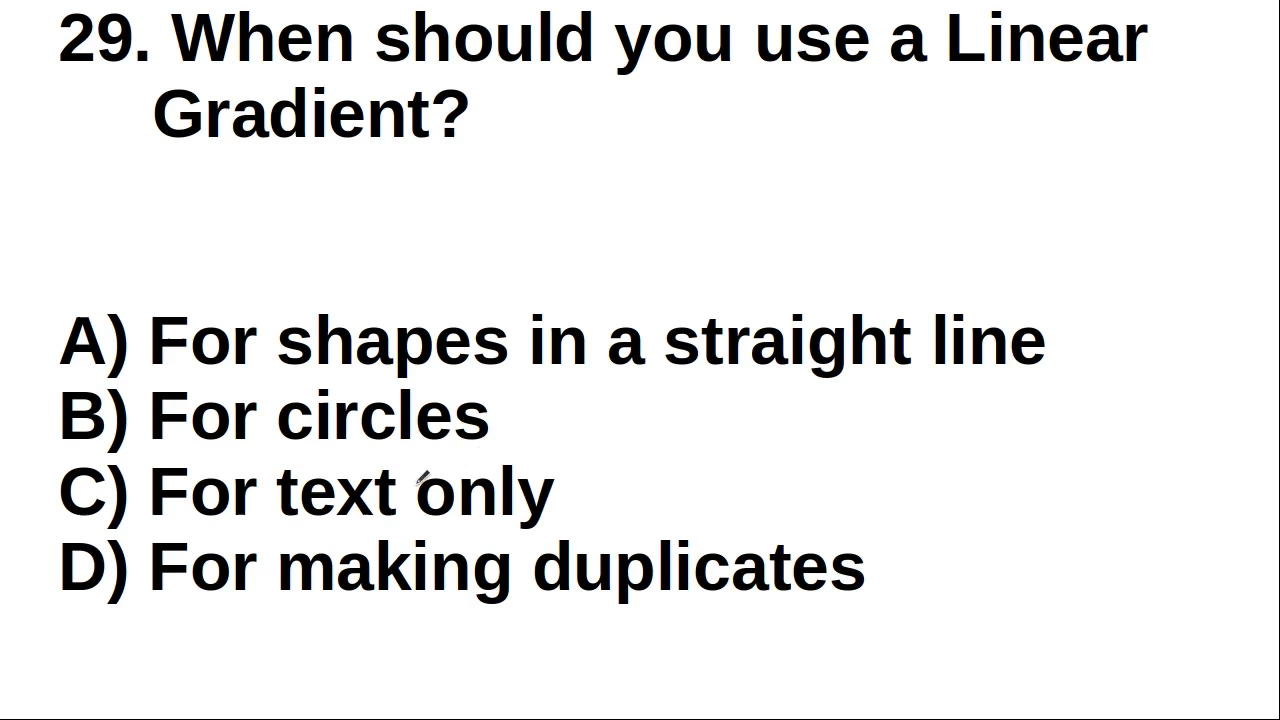 29. When should you use a Linear
Gradient?
A) For shapes in a straight line
B) For circles
C) For text only
D) For making duplicates